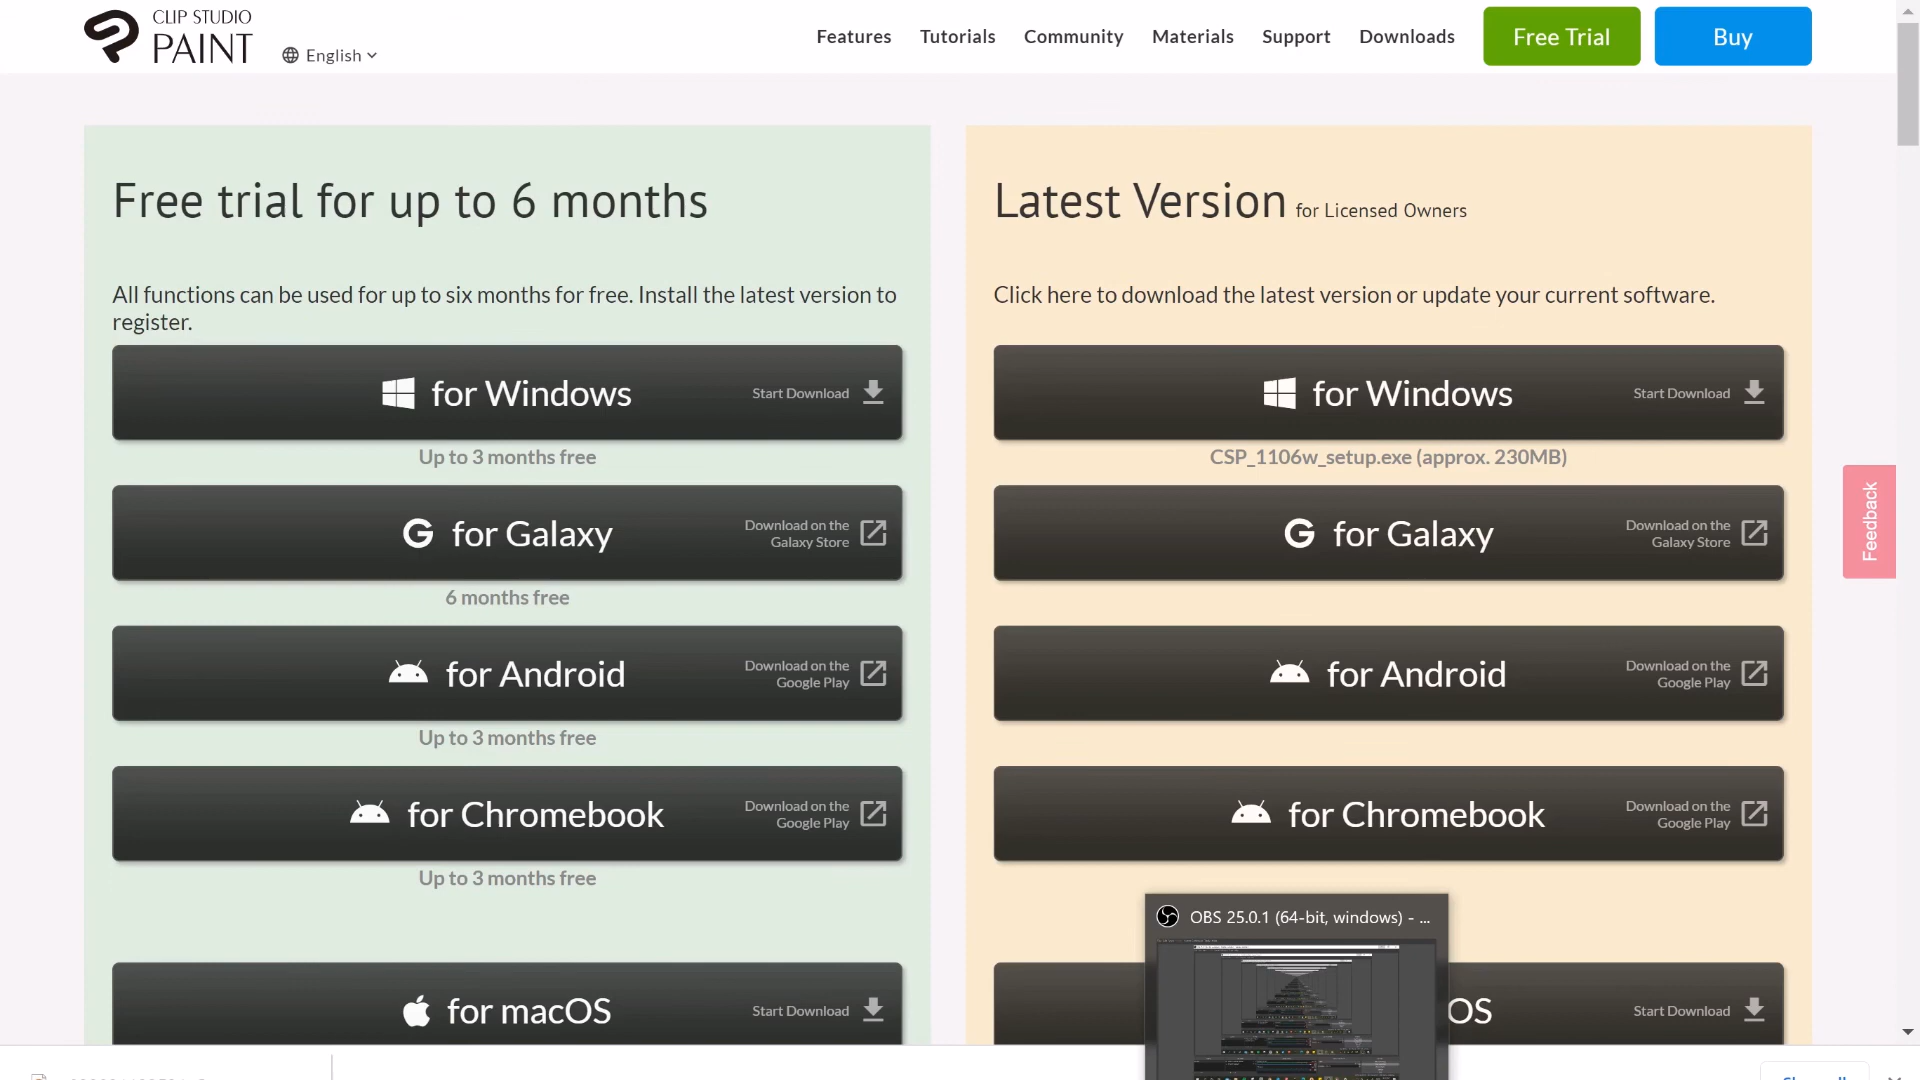 CLIP STUDIO
PAINT
English
Features
Tutorials
Community
Materials
Support
Downloads
Free Trial
Buy
Free trial for up to 6 months
All functions can be used for up to six months for free. Install the latest version to
register.
for Windows
Start Download
Up to 3 months free
for Galaxy
Download on the
Galaxy Store
6 months free
for Android
Download on the
Google Play
Up to 3 months free
for Chromebook
Download on the
Google Play
Up to 3 months free
for macOS
Start Download
Latest Version for Licensed Owners
Click here to download the latest version or update your current software.
for Windows
Start Download
CSP_1106w_setup.exe (approx. 230MB)
for Galaxy
Download on the
Galaxy Store
for Android
Download on the
Google Play
for Chromebook
Download on the
Google Play
OS
Start Download
Feedback
OBS 25.0.1 (64-bit, windows) - ...